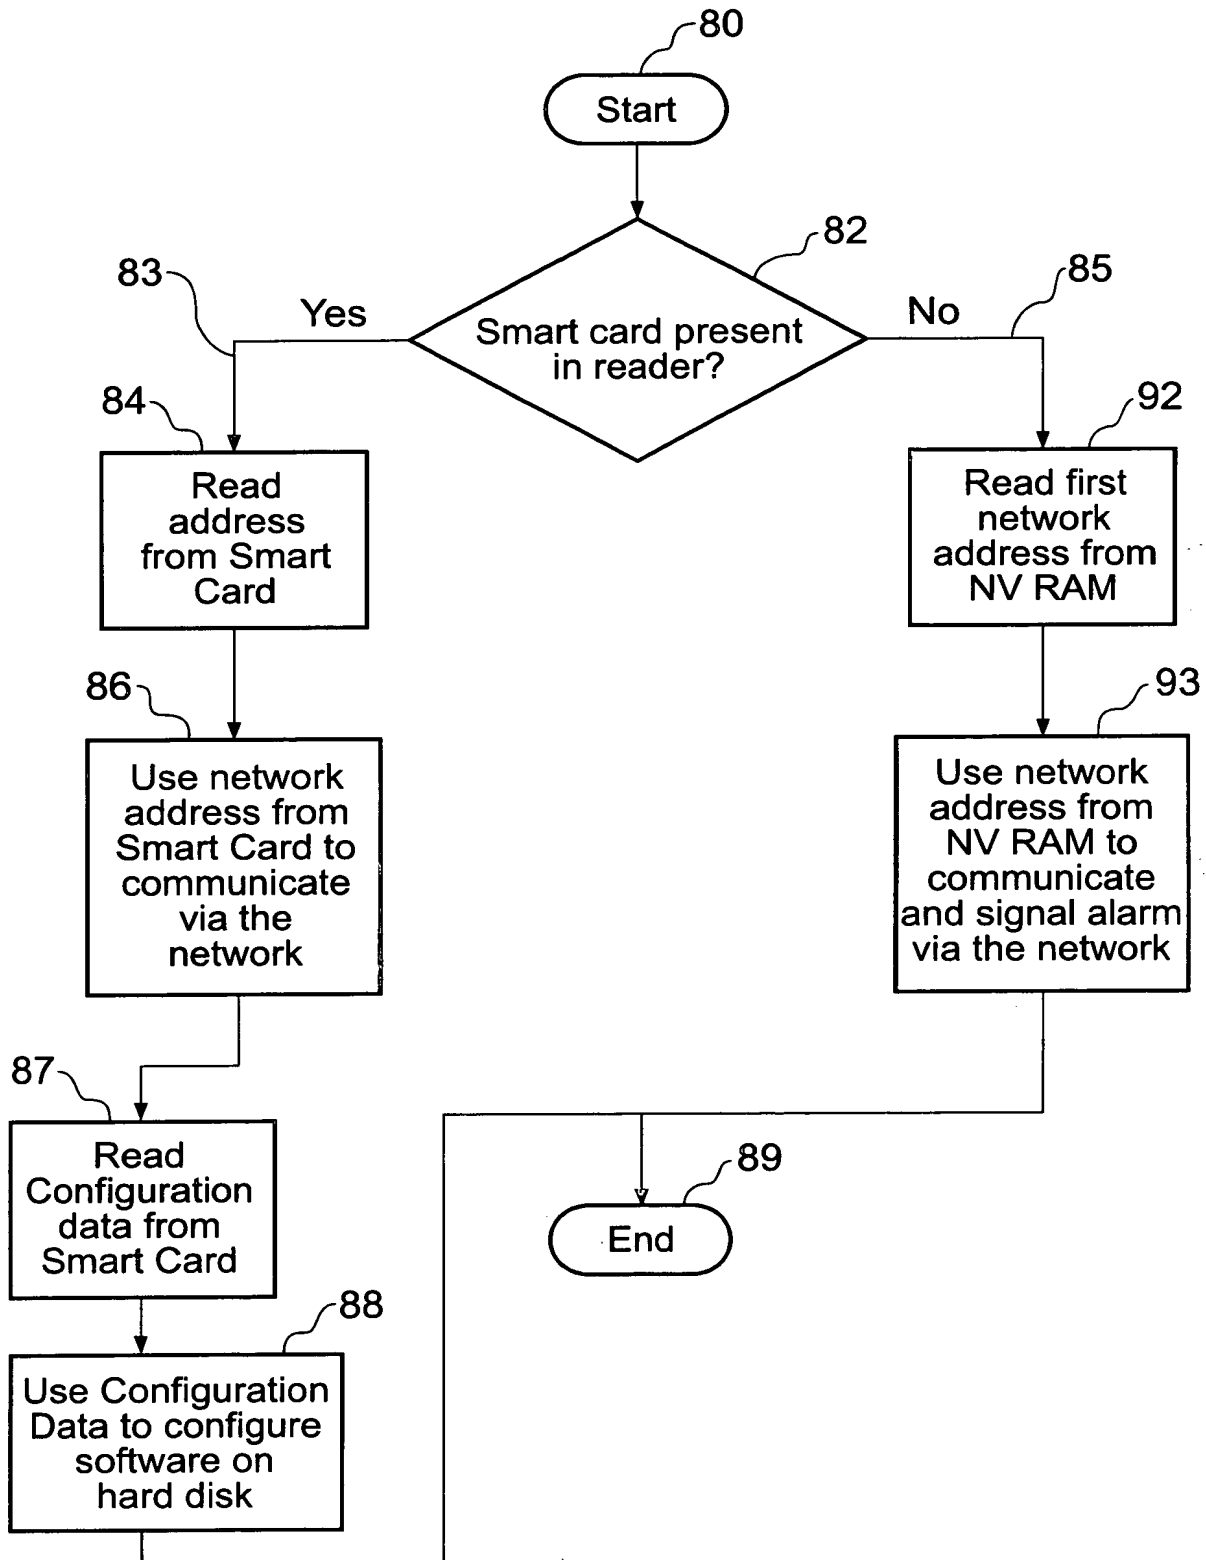 80
Start
82
83
Yes
No
85
Smart card present
in reader?
84
Read
address
from Smart
Card
92
Read first
network
address from
NV RAM
86
Use network
address from
Smart Card to
communicate
via the
network
93
Use network
address from
NV RAM to
communicate
and signal alarm
via the network
87
Read
Configuration
data from
Smart Card
89
End
88
Use Configuration
Data to configure
software on
hard disk